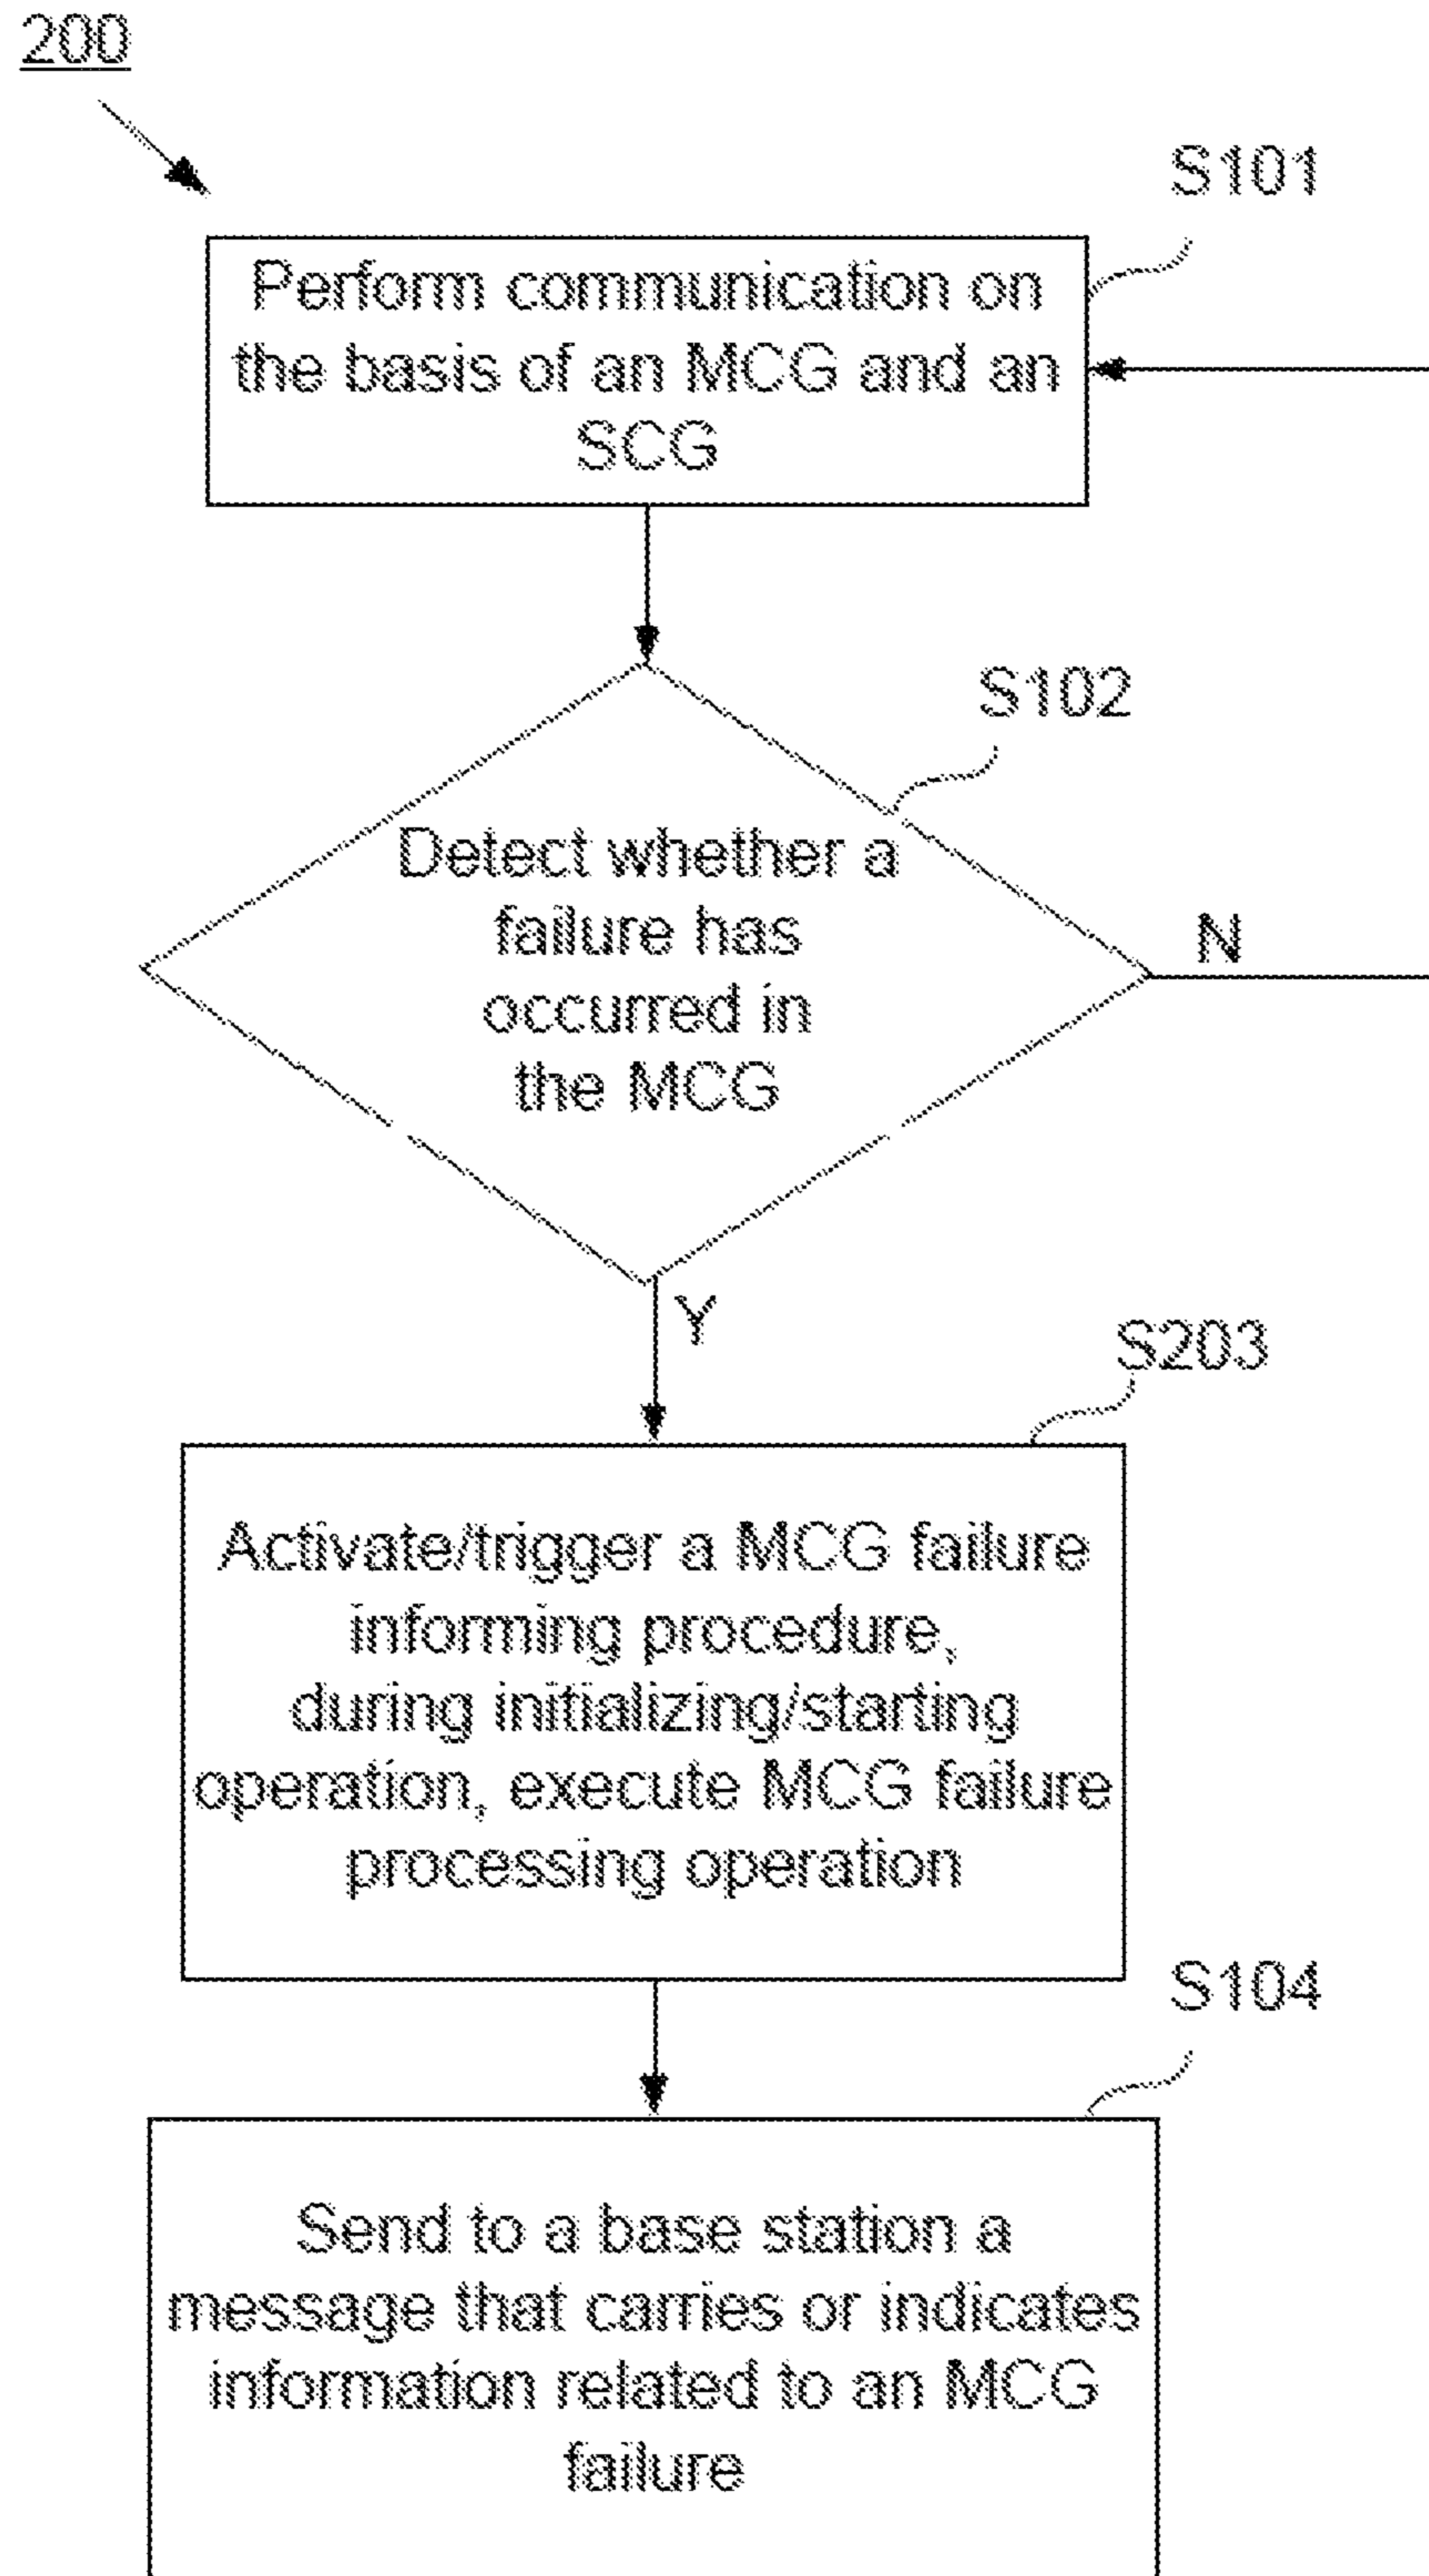 200
S101
Perform communication on
the basis of an MCG and an
SCG
S102
Detect whether a
failure has
occurred in
the MCG
N
Y
S203
Activate/trigger a MCG failure
informing procedure,
during initializing/starting
operation, execute MCG failure
processing operation
S104
Send to a base station a
message that carries or indicates
information related to an MCG
failure